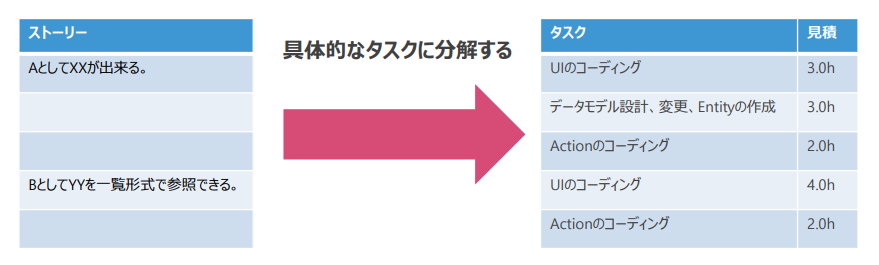 ストーリー
AとしてXXが出来る。
BとしてYYを一覧形式で参照できる。
具体的なタスクに分解する
タスク 見積
UIのコーディング 3.0h
データモデル設計、変更、Entityの作成 3.0h
Actionのコーディング 2.0h
UIのコーディング 4.0h
Actionのコーディング 2.0h